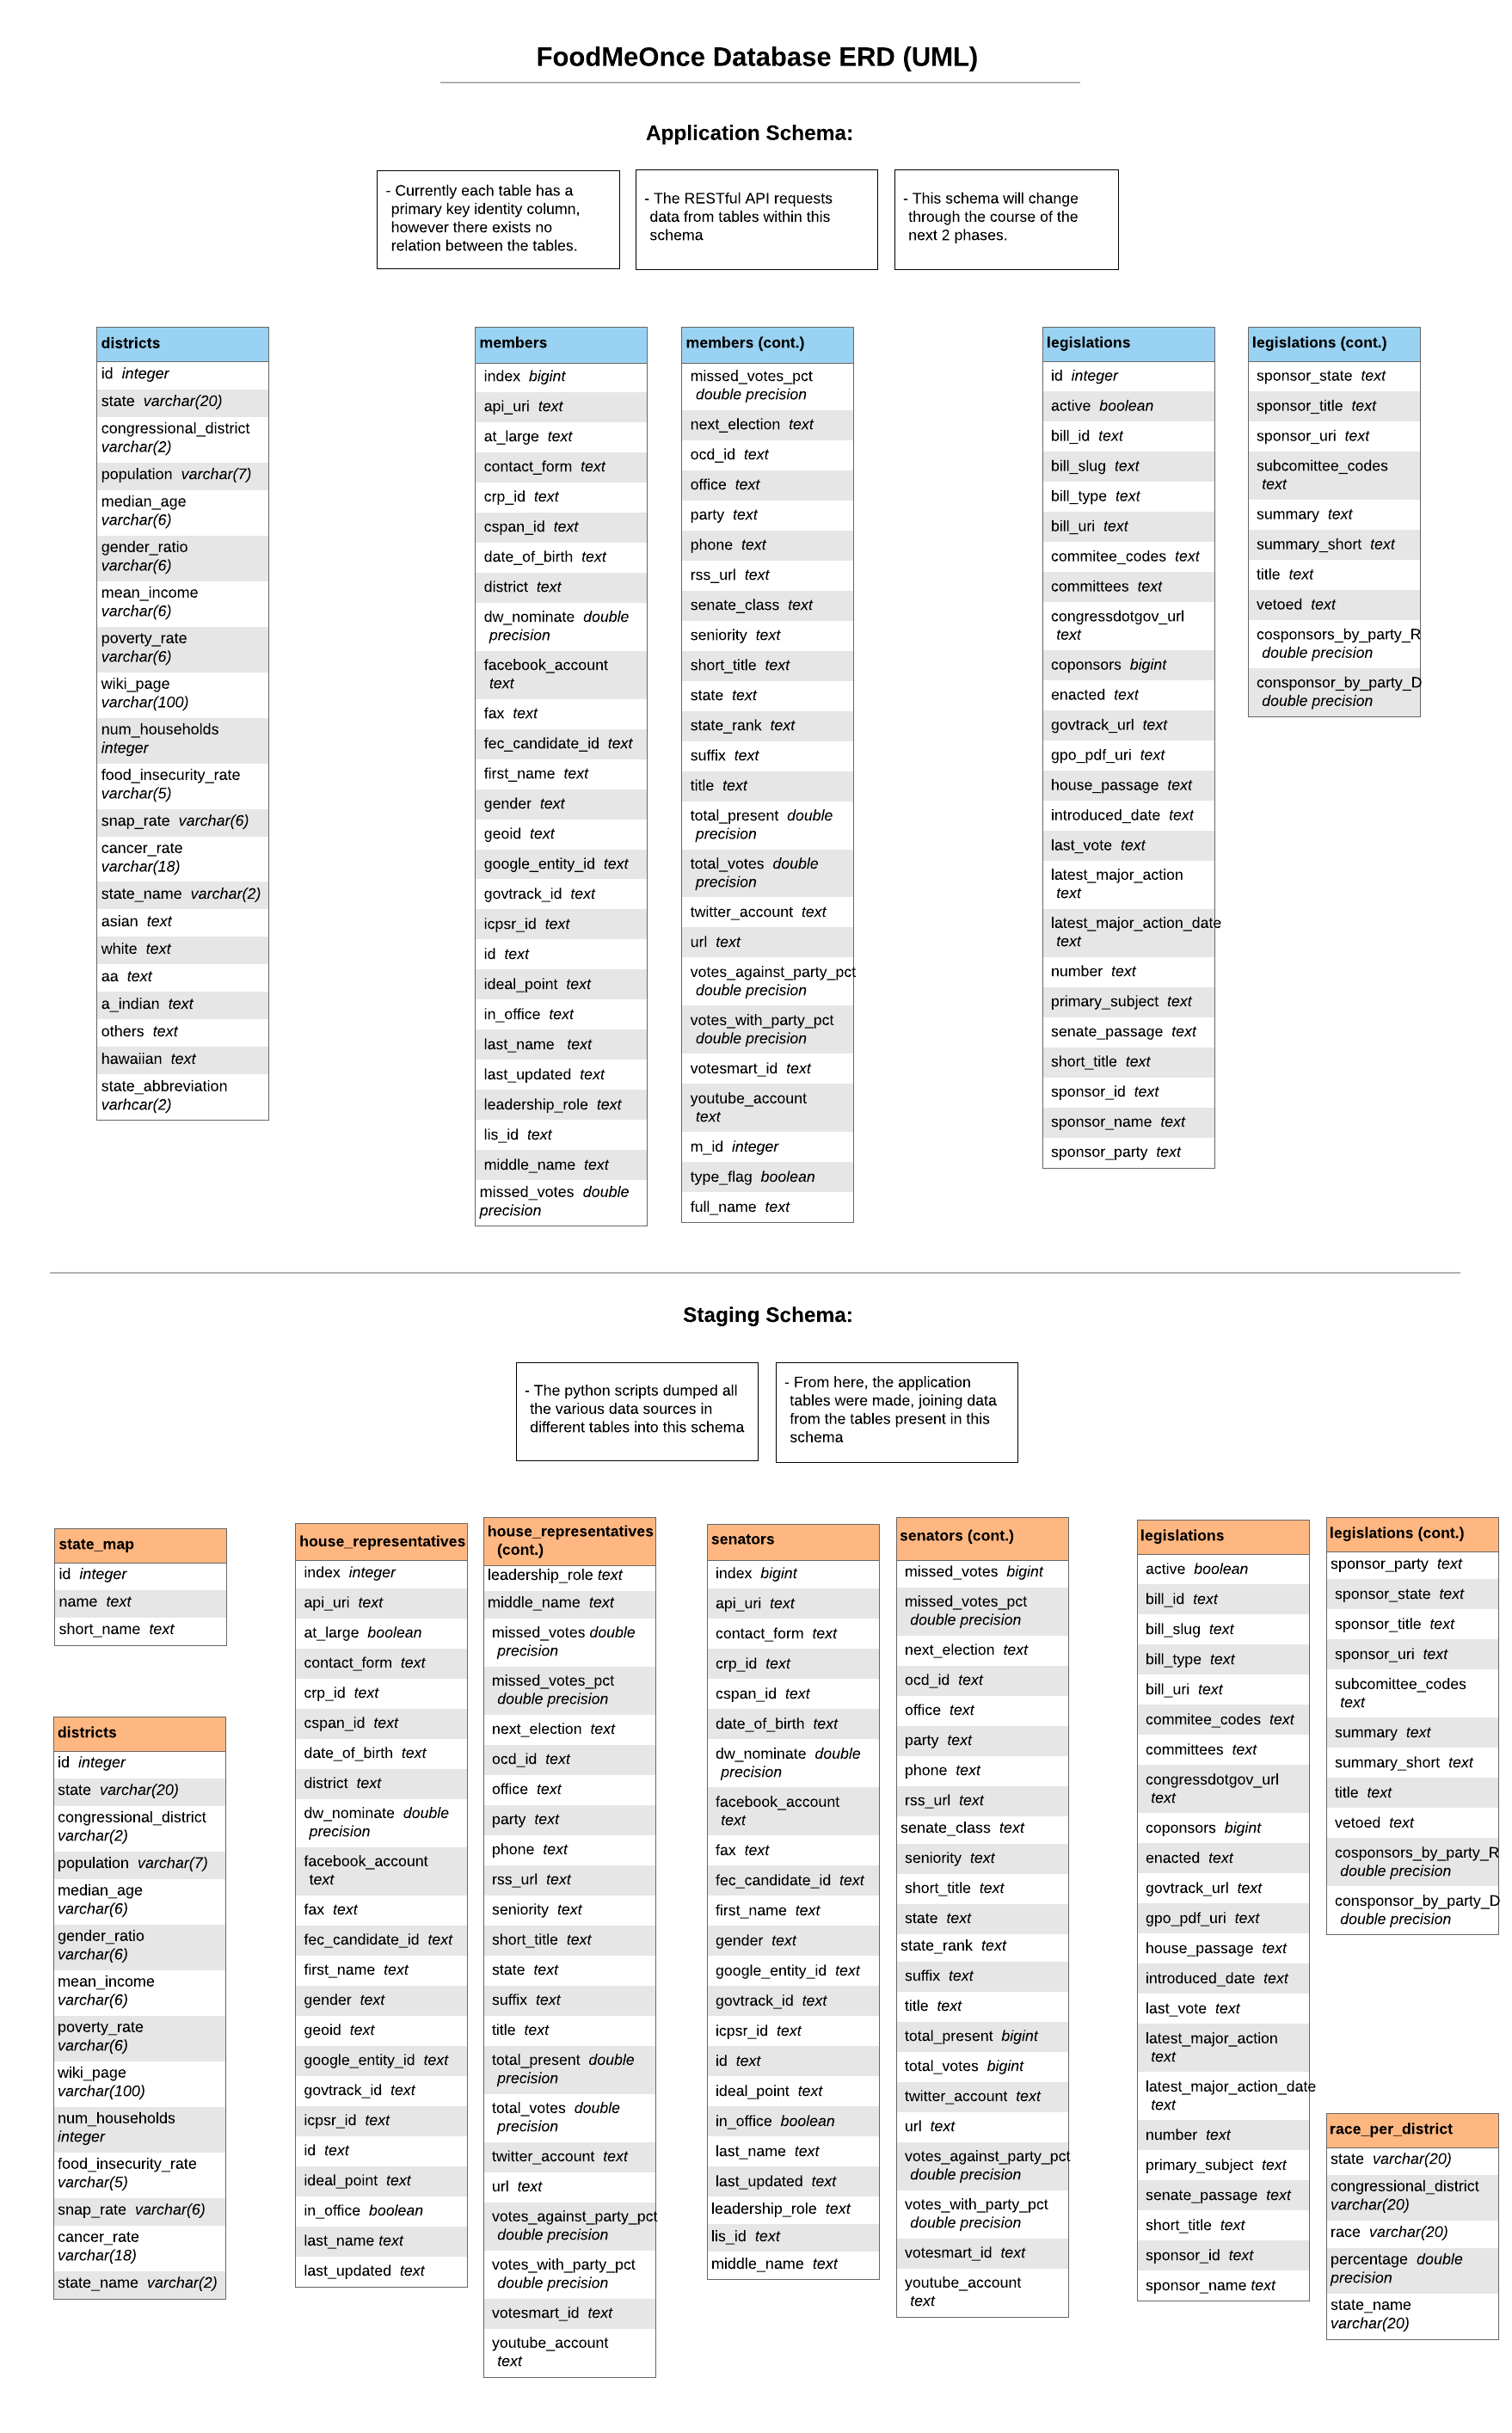 FoodMeOnce Database ERD (UML)
Application Schema:
- Currently each table has a
primary key identity column,
however there exists no
relation between the tables.
- The RESTful API requests
data from tables within this
schema
- This schema will change
through the course of the
next 2 phases.
districts
id integer
state varchar(20)
congressional_district
varchar(2)
population varchar(7)
median_age
varchar(6)
gender_ratio
varchar(6)
mean_income
varchar(6)
poverty_rate
varchar(6)
wiki_page
varchar(100)
num_households
integer
food_insecurity_rate
varchar(5)
snap_rate varchar(6)
cancer_rate
varchar(18)
state_name varchar(2)
asian text
white text
aa text
a_indian text
others text
hawaiian text
state_abbreviation
varhcar(2)
members
index bigint
api_uri text
at_large text
contact_form text
crp_id text
cspan_id text
date_of_birth text
district text
dw_nominate double
precision
facebook_account
text
fax text
fec_candidate_id text
first_name text
gender text
geoid text
google_entity_id text
govtrack_id text
icpsr_id text
id text
ideal_point text
in_office text
last_name text
last_updated text
leadership_role text
lis_id text
middle_name text
missed_votes double
precision
members (cont.)
missed_votes_pct
double precision
next_election text
ocd_id text
office text
party text
phone text
rss_url text
senate_class text
seniority text
short_title text
state text
state_rank text
suffix text
title text
total_present double
precision
total_votes double
precision
twitter_account text
url text
votes_against_party_pct
double precision
votes_with_party_pct
double precision
votesmart_id text
youtube_account
text
m_id integer
type_flag boolean
full_name text
legislations
id integer
active boolean
bill_id text
bill_slug text
bill_type text
bill_uri text
commitee_codes text
committees text
congressdotgov_url
text
coponsors bigint
enacted text
govtrack_url text
gpo_pdf_uri text
house_passage text
introduced_date text
last_vote text
latest_major_action
text
latest_major_action_date
text
number text
primary_subject text
senate_passage text
short_title text
sponsor_id text
sponsor_name text
sponsor_party text
legislations (cont.)
sponsor_state text
sponsor_title text
sponsor_uri text
subcomittee_codes
text
summary text
summary_short text
title text
vetoed text
cosponsors_by_party_R
double precision
consponsor_by_party_D
double precision
Staging Schema:
- The python scripts dumped all
the various data sources in
different tables into this schema
- From here, the application
tables were made, joining data
from the tables present in this
schema
state_map
id integer
name text
short_name text
districts
id integer
state varchar(20)
congressional_district
varchar(2)
population varchar(7)
median_age
varchar(6)
gender_ratio
varchar(6)
mean_income
varchar(6)
poverty_rate
varchar(6)
wiki_page
varchar(100)
num_households
integer
food_insecurity_rate
varchar(5)
snap_rate varchar(6)
cancer_rate
varchar(18)
state_name varchar(2)
house_representatives
index integer
api_uri text
at_large boolean
contact_form text
crp_id text
cspan_id text
date_of_birth text
district text
dw_nominate double
precision
facebook_account
text
fax text
fec_candidate_id text
first_name text
gender text
geoid text
google_entity_id text
govtrack_id text
icpsr_id text
id text
ideal_point text
in_office boolean
last_name text
last_updated text
house_representatives
(cont.)
leadership_role text
middle_name text
missed_votes double
precision
missed_votes_pct
double precision
next_election text
ocd_id text
office text
party text
phone text
rss_url text
seniority text
short_title text
state text
suffix text
title text
total_present double
precision
total_votes double
precision
twitter_account text
url text
votes_against_party_pct
double precision
votes_with_party_pct
double precision
votesmart_id text
youtube_account
text
senators
index bigint
api_uri text
contact_form text
crp_id text
cspan_id text
date_of_birth text
dw_nominate double
precision
facebook_account
text
fax text
fec_candidate_id text
first_name text
gender text
google_entity_id text
govtrack_id text
icpsr_id text
id text
ideal_point text
in_office boolean
last_name text
last_updated text
leadership_role text
lis_id text
middle_name text
senators (cont.)
missed_votes bigint
missed_votes_pct
double precision
next_election text
ocd_id text
office text
party text
phone text
rss_url text
senate_class text
seniority text
short_title text
state text
state_rank text
suffix text
title text
total_present bigint
total_votes bigint
twitter_account text
url text
votes_against_party_pct
double precision
votes_with_party_pct
double precision
votesmart_id text
youtube_account
text
legislations
active boolean
bill_id text
bill_slug text
bill_type text
bill_uri text
commitee_codes text
committees text
congressdotgov_url
text
coponsors bigint
enacted text
govtrack_url text
gpo_pdf_uri text
house_passage text
introduced_date text
last_vote text
latest_major_action
text
latest_major_action_date
text
number text
primary_subject text
senate_passage text
short_title text
sponsor_id text
sponsor_name text
legislations (cont.)
sponsor_party text
sponsor_state text
sponsor_title text
sponsor_uri text
subcomittee_codes
text
summary text
summary_short text
title text
vetoed text
cosponsors_by_party_R
double precision
consponsor_by_party_D
double precision
race_per_district
state varchar(20)
congressional_district
varchar(20)
race varchar(20)
percentage double
precision
state_name
varchar(20)